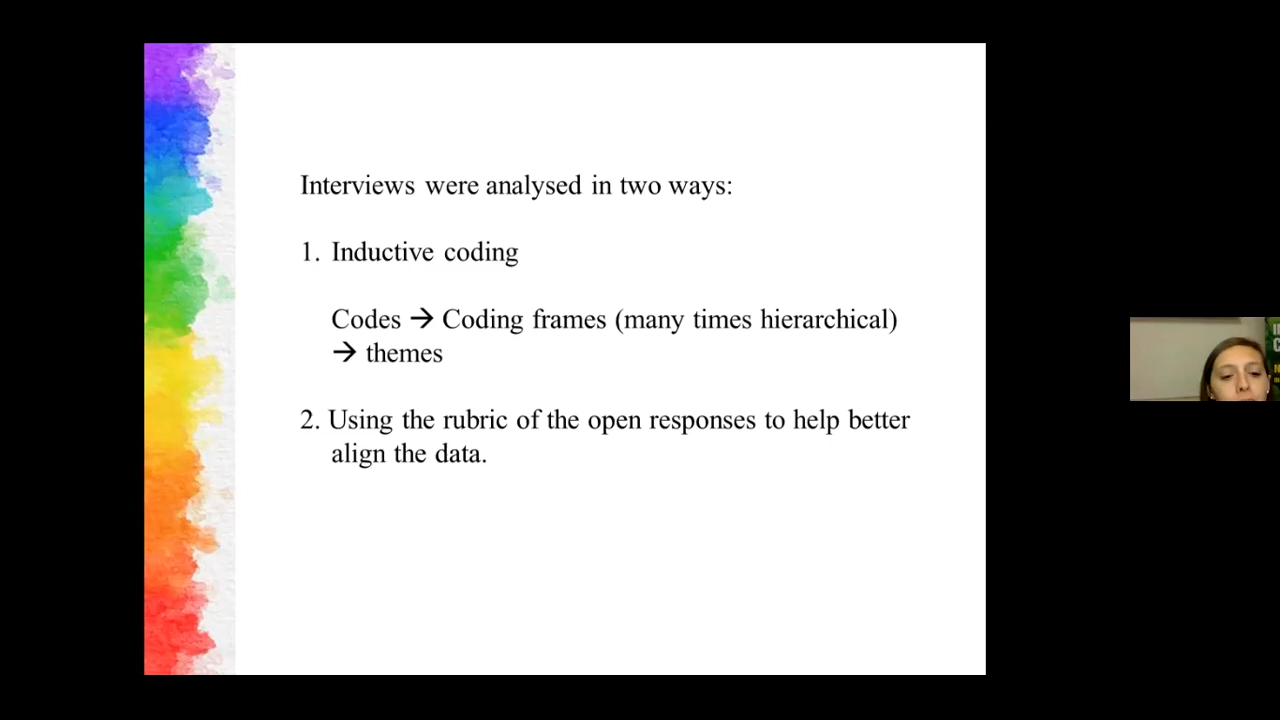 Interviews were analysed in two ways:
1. Inductive coding
Codes → Coding frames (many times hierarchical)
→ themes
2. Using the rubric of the open responses to help better
align the data.